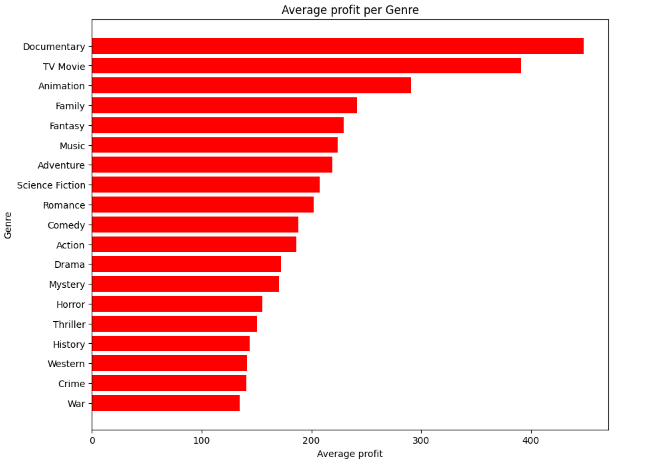 Average profit per Genre
Genre
Documentary
TV Movie
Animation
Family
Fantasy
Music
Adventure
Science Fiction
Romance
Comedy
Action
Drama
Mystery
Horror
Thriller
History
Western
Crime
War
0 100 200 300 400
Average profit